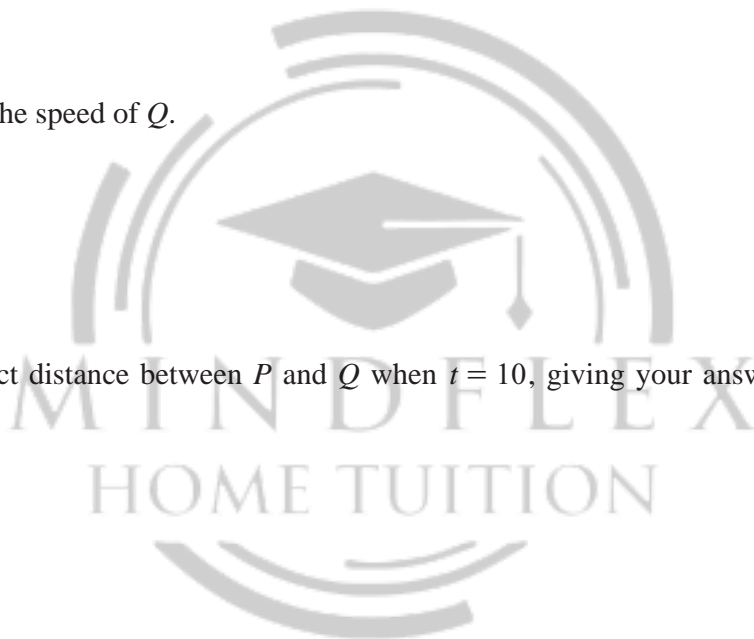 he speed of Q.
ct distance between P and Q when t = 10, giving your answ
MINDFLEX
HOME TUITION